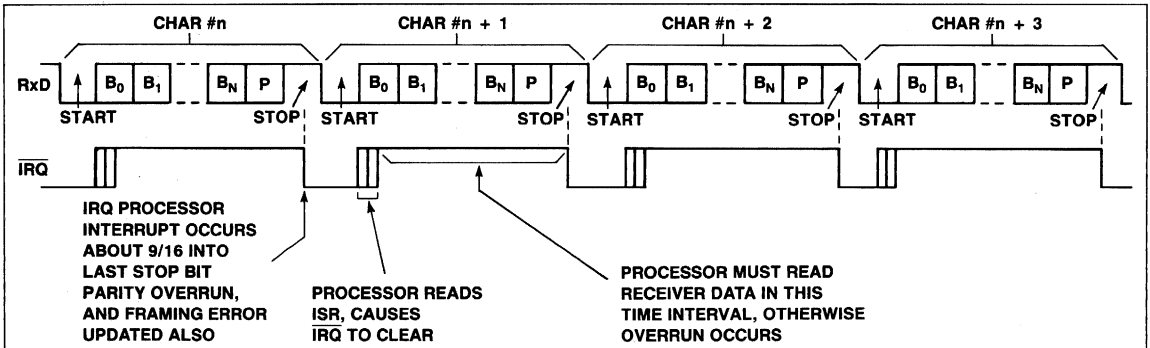 CHAR #n CHAR #n + 1 CHAR #n + 2 CHAR #n + 3
RxD B0 B1 BN P B0 B1 BN P B0 B1 BN P B0 B1 BN P
START STOP START STOP START STOP START STOP
IRQ
IRQ PROCESSOR
INTERRUPT OCCURS
ABOUT 9/16 INTO
LAST STOP BIT
PARITY OVERRUN,
AND FRAMING ERROR
UPDATED ALSO
PROCESSOR READS
ISR, CAUSES
IRQ TO CLEAR
PROCESSOR MUST READ
RECEIVER DATA IN THIS
TIME INTERVAL, OTHERWISE
OVERRUN OCCURS